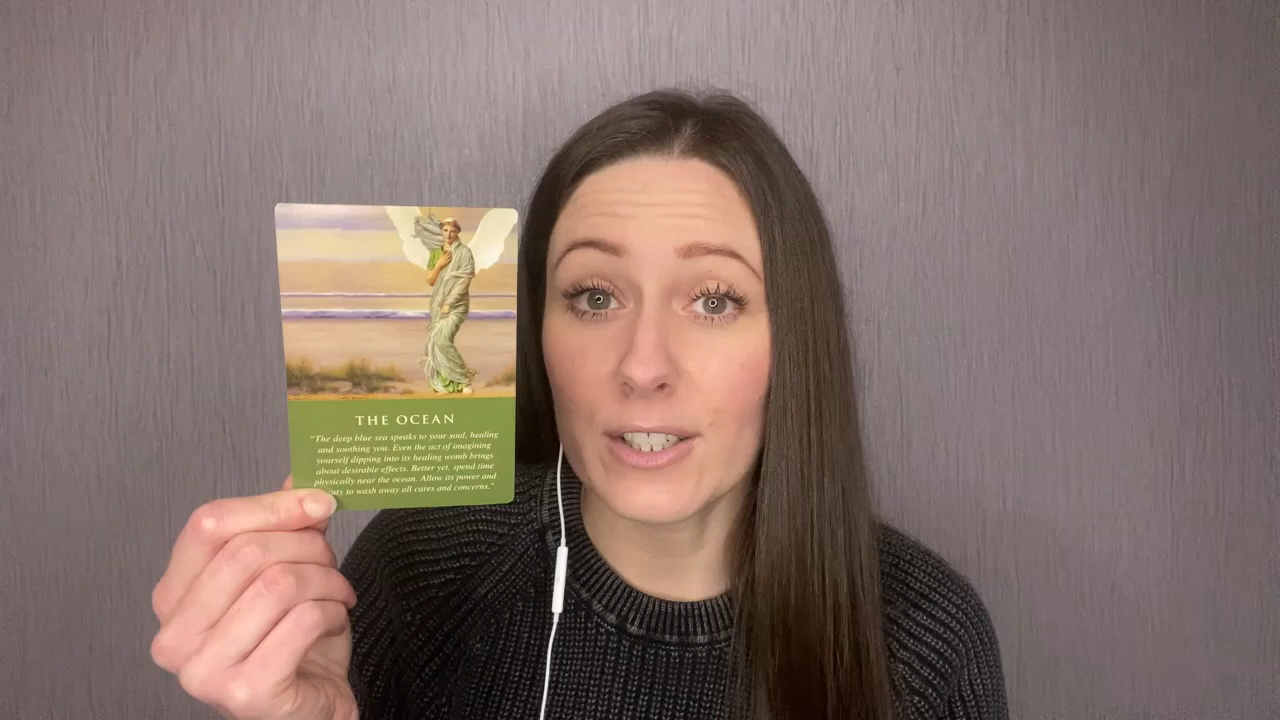 THE OCEAN
“The deep blue sea speaks to your soul, healing
and soothing you. Even the act of imagining
yourself dipping into its healing womb brings
about desirable effects. Better yet, spend time
physically near the ocean. Allow its power and
to wash away all cares and concerns.”